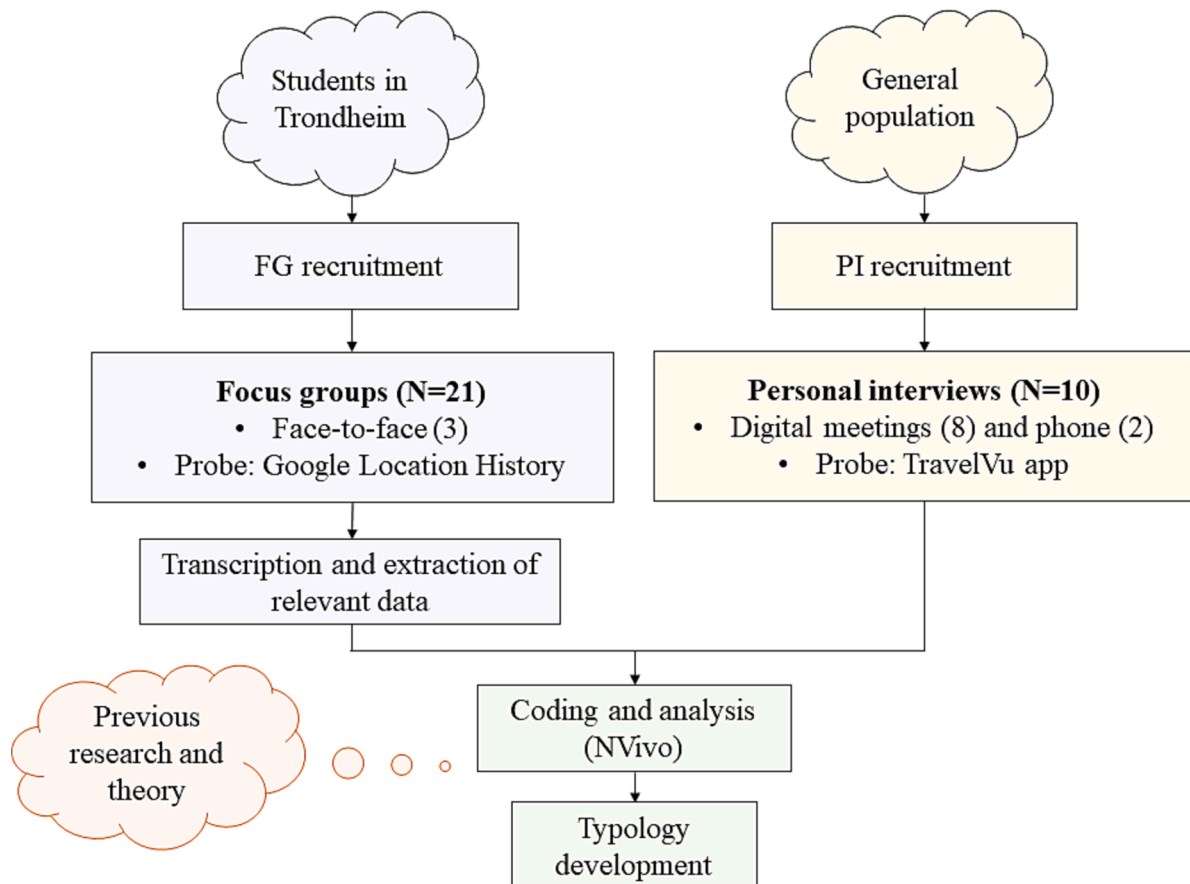 Students in
Trondheim
General
population
FG recruitment
PI recruitment
Focus groups (N=21)
• Face-to-face (3)
• Probe: Google Location History
Personal interviews (N=10)
• Digital meetings (8) and phone (2)
• Probe: TravelVu app
Transcription and extraction of
relevant data
Previous
research and
theory
Coding and analysis
(NVivo)
Typology
development